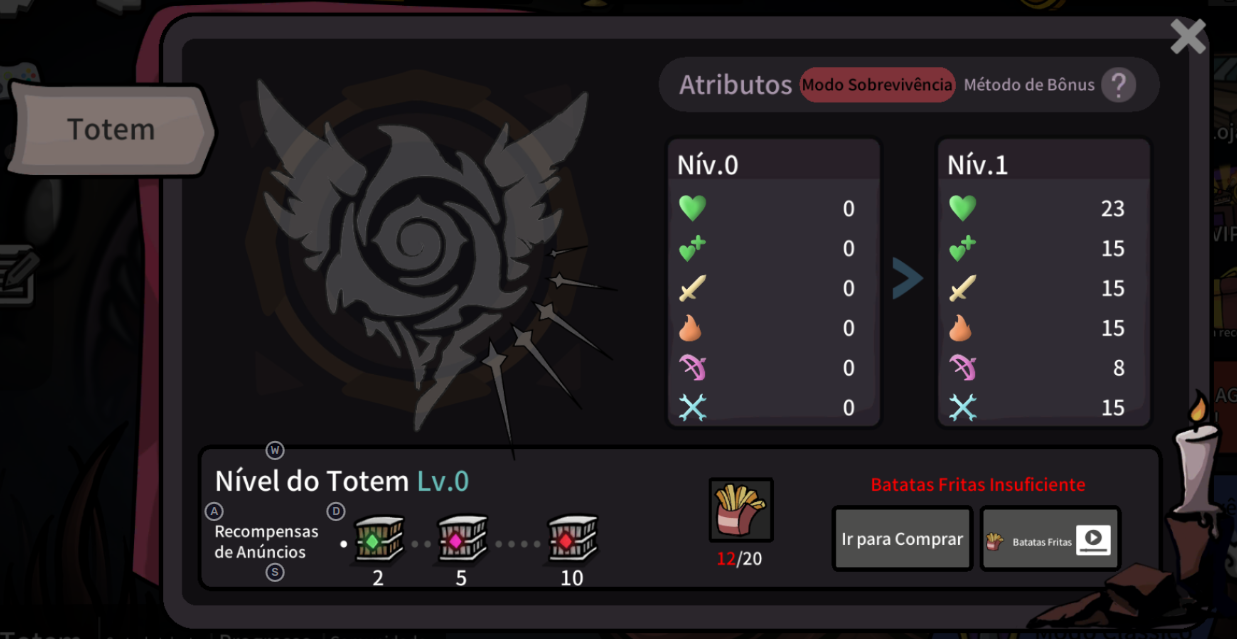 Totem
Atributos Modo Sobrevivência Método de Bônus ?
Nív.0
0
0
0
0
0
0
Nív.1
23
15
15
15
8
15
W
Nível do Totem Lv.0
A
D
Recompensas
de Anúncios
S
2
5
10
12/20
Batatas Fritas Insuficiente
Ir para Comprar
Batatas Fritas